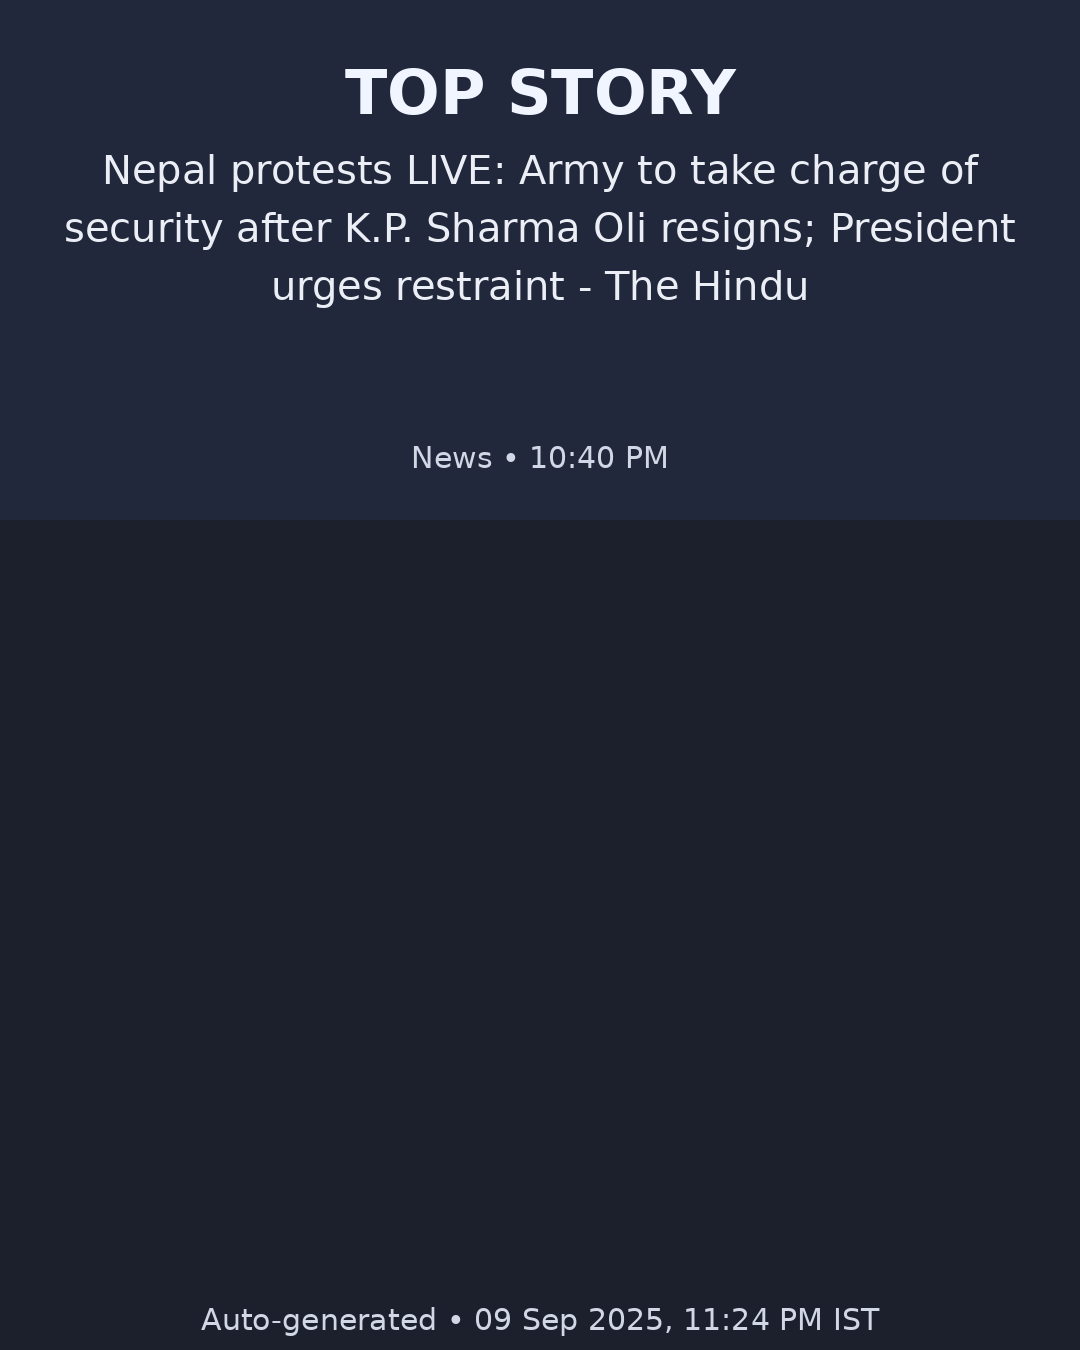 TOP STORY
Nepal protests LIVE: Army to take charge of
security after K.P. Sharma Oli resigns; President
urges restraint - The Hindu
News • 10:40 PM
Auto-generated • 09 Sep 2025, 11:24 PM IST